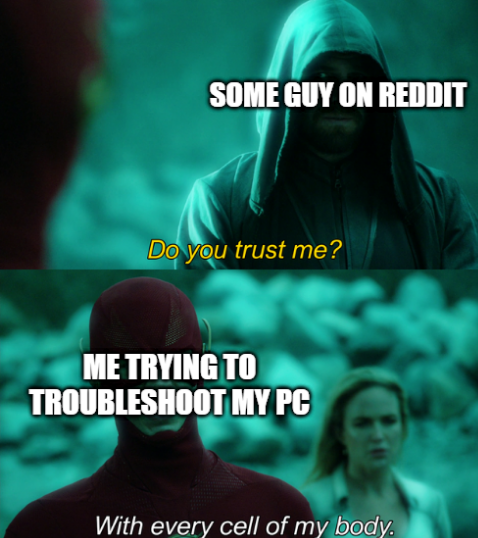 SOME GUY ON REDDIT
Do you trust me?
ME TRYING TO
TROUBLESHOOT MY PC
With every cell of my body.